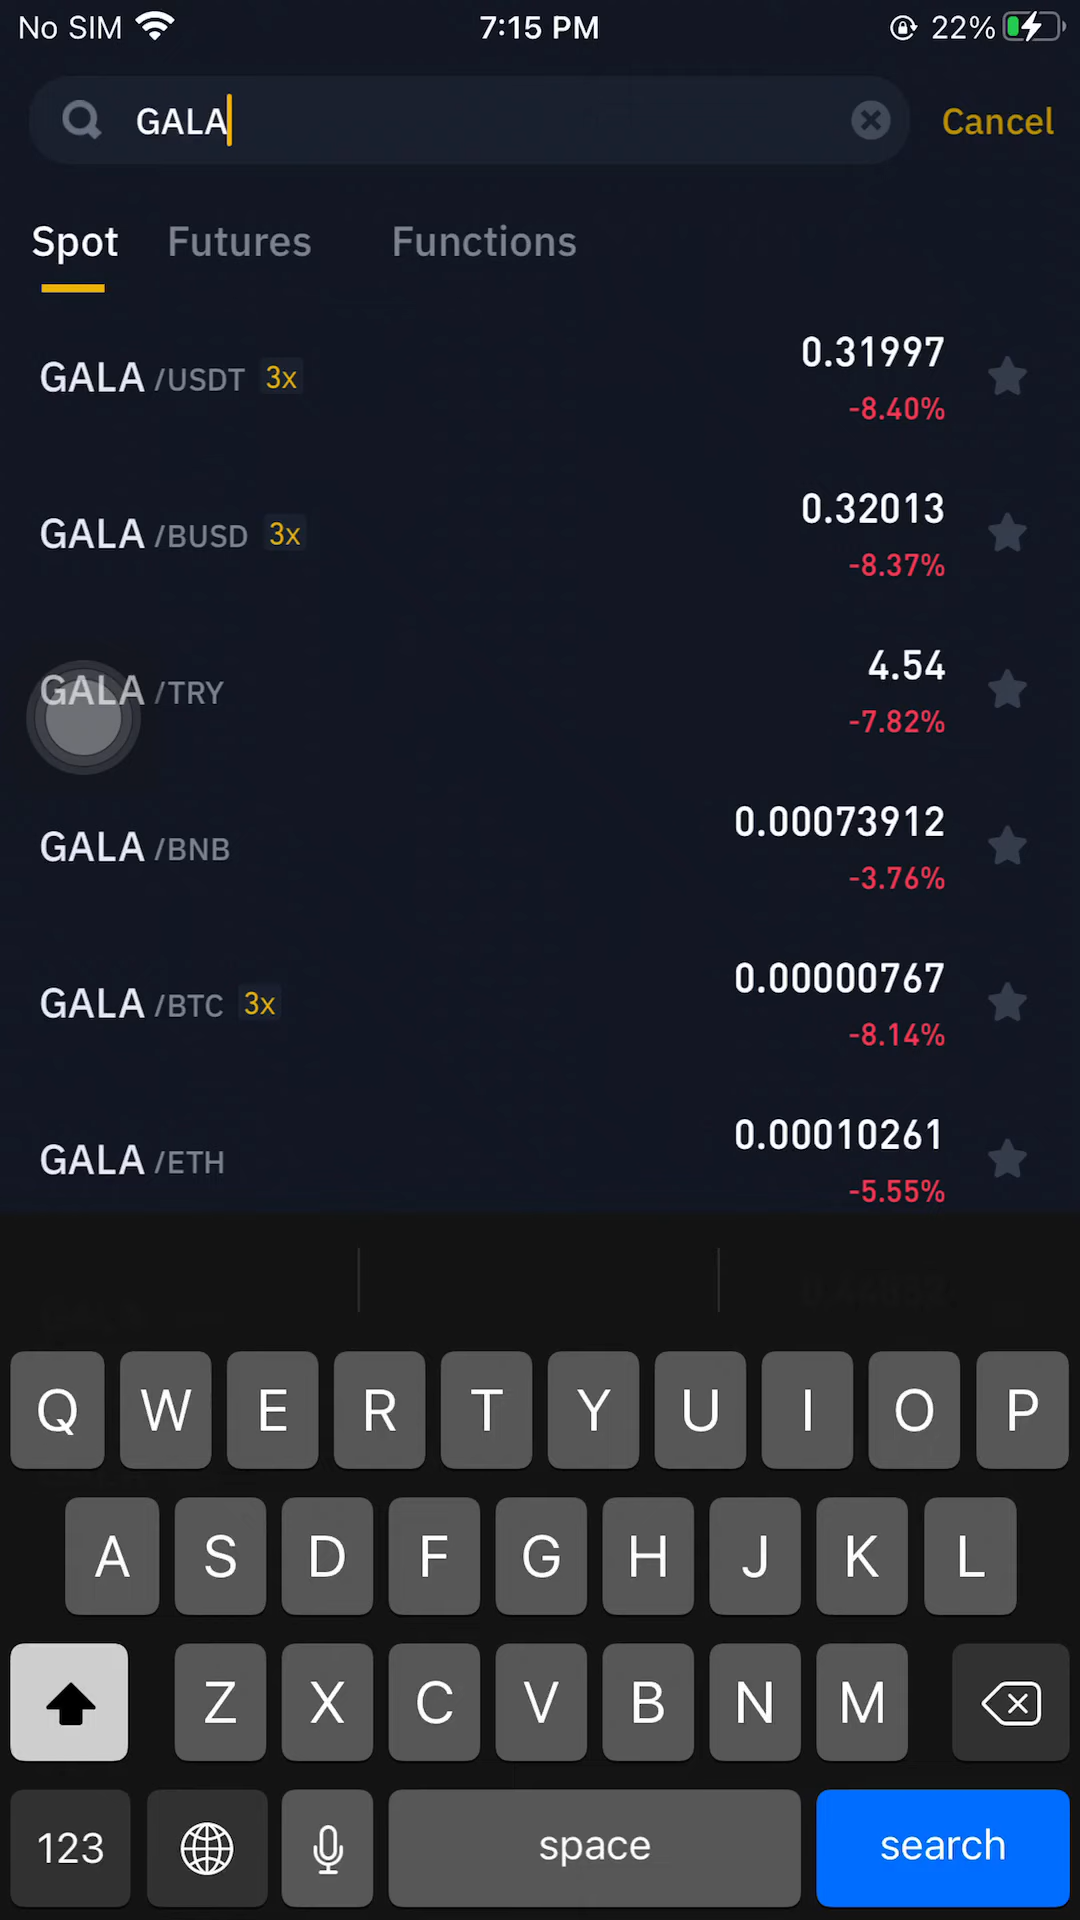 No SIM 7:15 PM 22%
GALA Cancel
Spot Futures Functions
GALA /USDT 3x 0.31997
-8.40%
GALA /BUSD 3x 0.32013
-8.37%
GALA /TRY 4.54
-7.82%
GALA /BNB 0.00073912
-3.76%
GALA /BTC 3x 0.00000767
-8.14%
GALA /ETH 0.00010261
-5.55%
Q W E R T Y U I O P
A S D F G H J K L
Z X C V B N M
123 space search